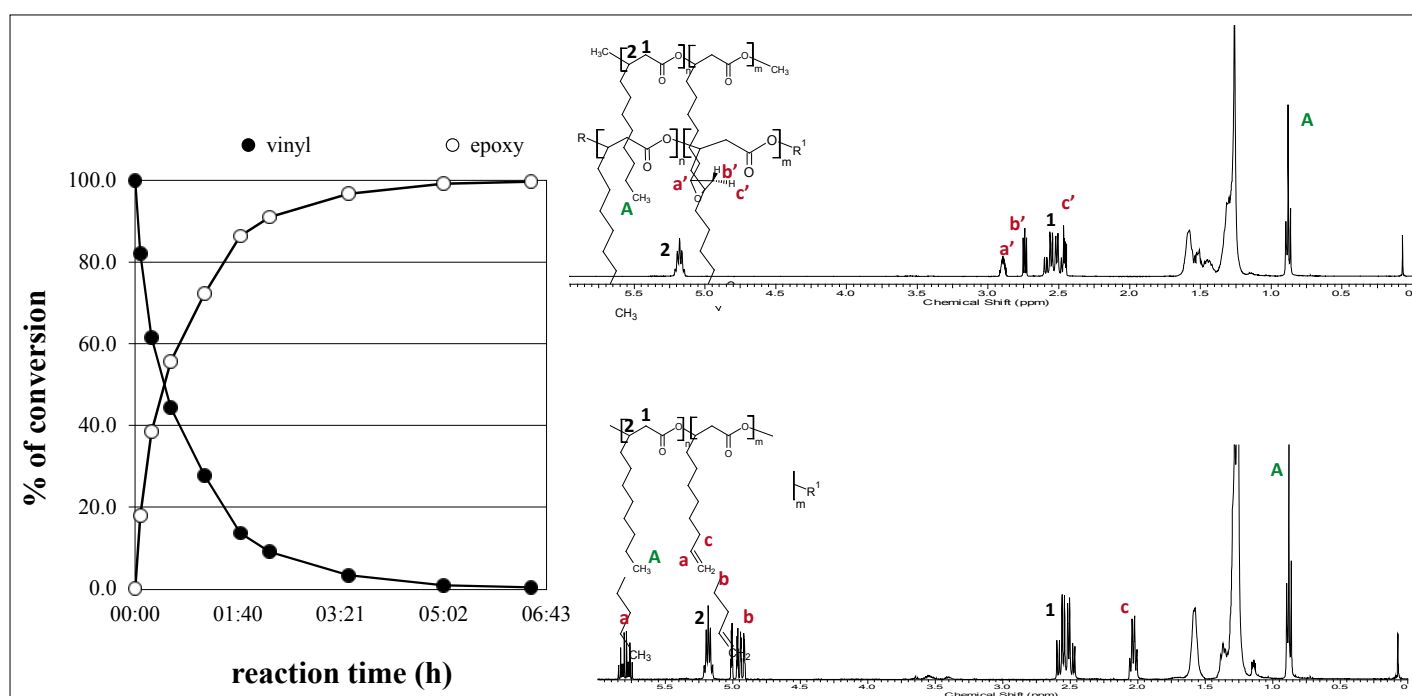 vinyl
epoxy
100.0
80.0
60.0
40.0
20.0
0.0
00:00
01:40
03:21
05:02
06:43
% of conversion
reaction time (h)
H₃C
2 1
O
n
O
O
m
CH₃
O
R
O
n
O
O
m
O
R¹
O
H
b’
a’
H
c’
O
CH₃
A
2
a’
b’
1
c’
A
5.5
5.0
4.5
4.0
3.5
3.0
2.5
2.0
1.5
1.0
0.5
0
Chemical Shift (ppm)
CH₃
2 1
O
n
O
O
m
O
R¹
m
c
A
a
CH₃
CH₂
b
a
2
b
CH₃
CH₂
1
c
A
5.5
5.0
4.5
4.0
3.5
3.0
2.5
2.0
1.5
1.0
0.5
0
Chemical Shift (ppm)